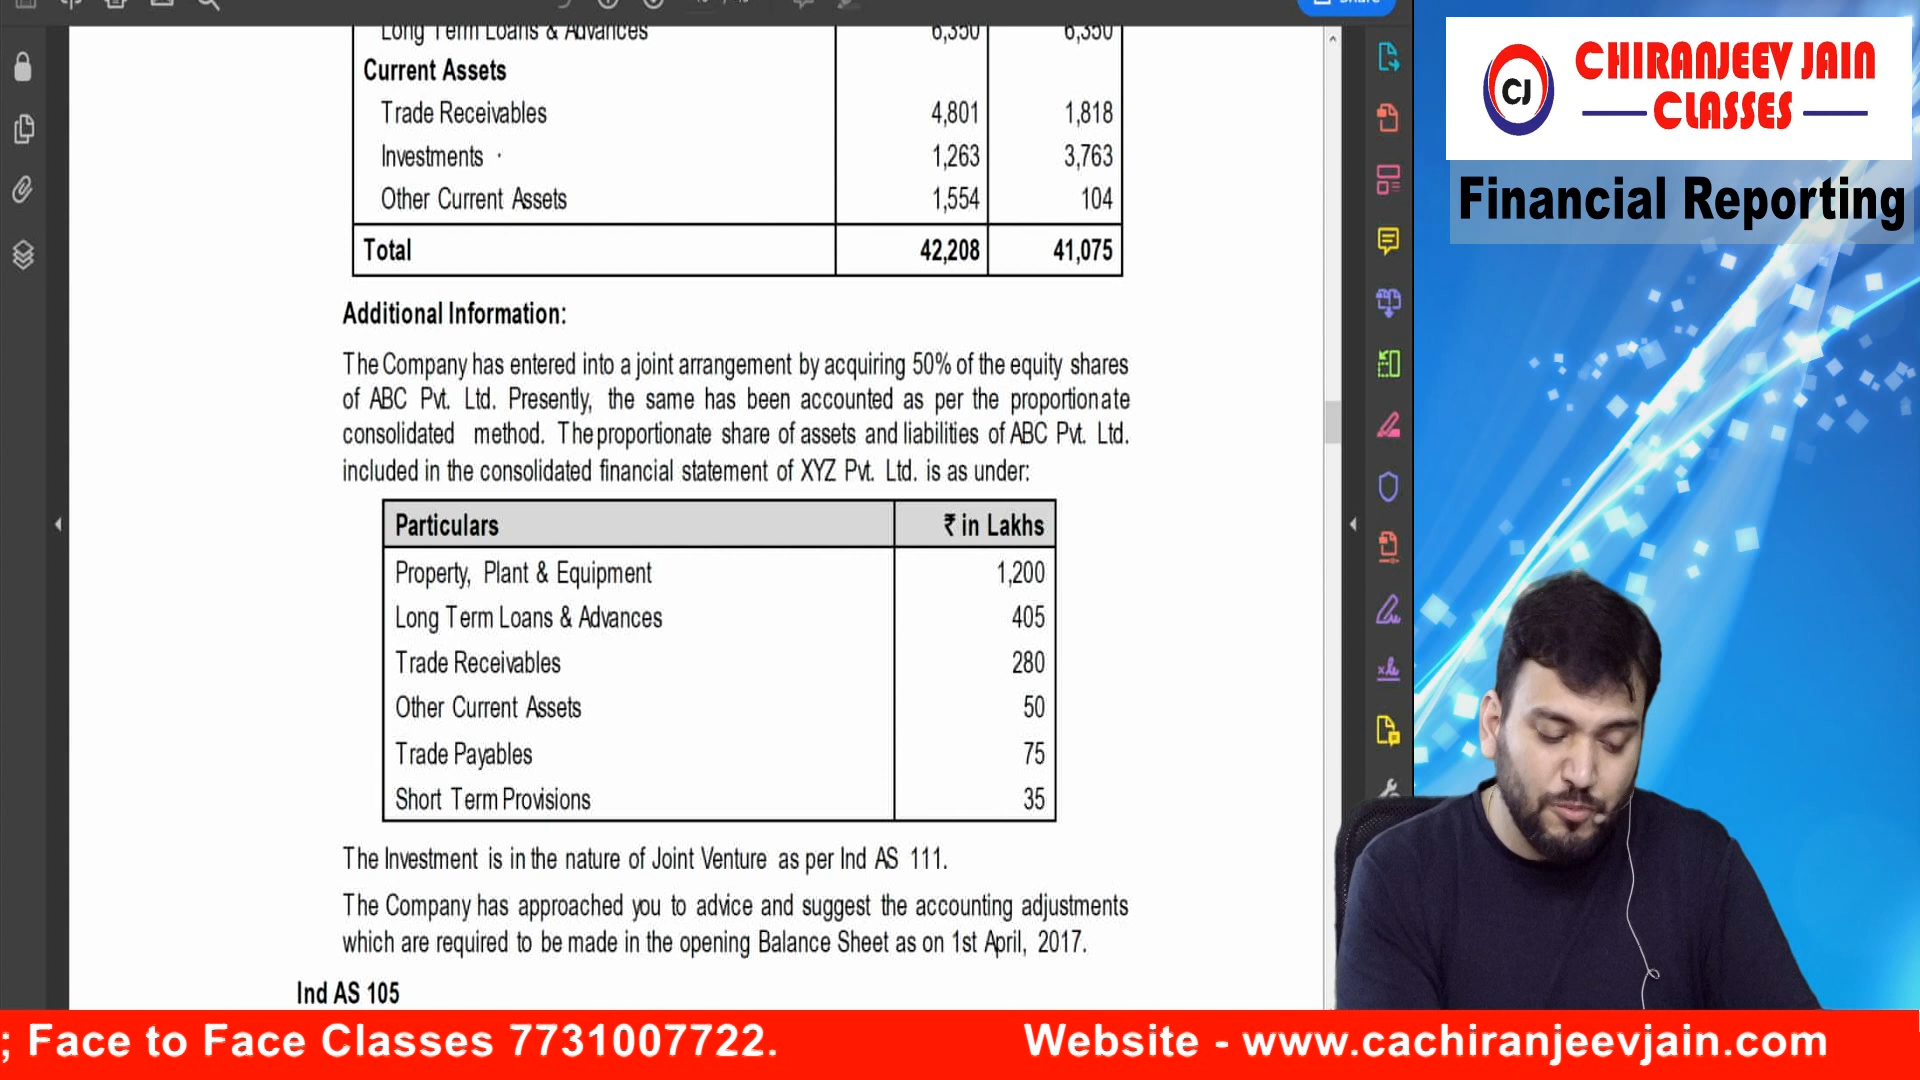 Long Term Loans & Advances 6,350 6,350
Current Assets
Trade Receivables 4,801 1,818
Investments 1,263 3,763
Other Current Assets 1,554 104
Total 42,208 41,075
Additional Information:
The Company has entered into a joint arrangement by acquiring 50% of the equity shares
of ABC Pvt. Ltd. Presently, the same has been accounted as per the proportionate
consolidated method. The proportionate share of assets and liabilities of ABC Pvt. Ltd.
included in the consolidated financial statement of XYZ Pvt. Ltd. is as under:
Particulars ₹ in Lakhs
Property, Plant & Equipment 1,200
Long Term Loans & Advances 405
Trade Receivables 280
Other Current Assets 50
Trade Payables 75
Short Term Provisions 35
The Investment is in the nature of Joint Venture as per Ind AS 111.
The Company has approached you to advice and suggest the accounting adjustments
which are required to be made in the opening Balance Sheet as on 1st April, 2017.
Ind AS 105
CJ
CHIRANJEEV JAIN
CLASSES
Financial Reporting
; Face to Face Classes 7731007722. Website - www.cachiranjeevjain.com